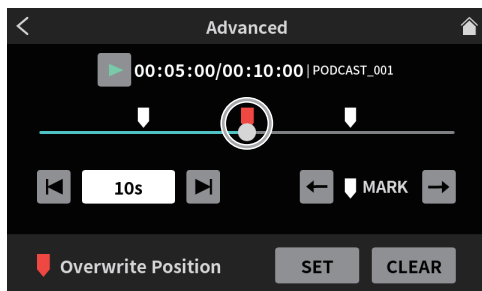 Advanced
00:05:00/00:10:00 | PODCAST_001
10s
MARK
Overwrite Position
SET
CLEAR